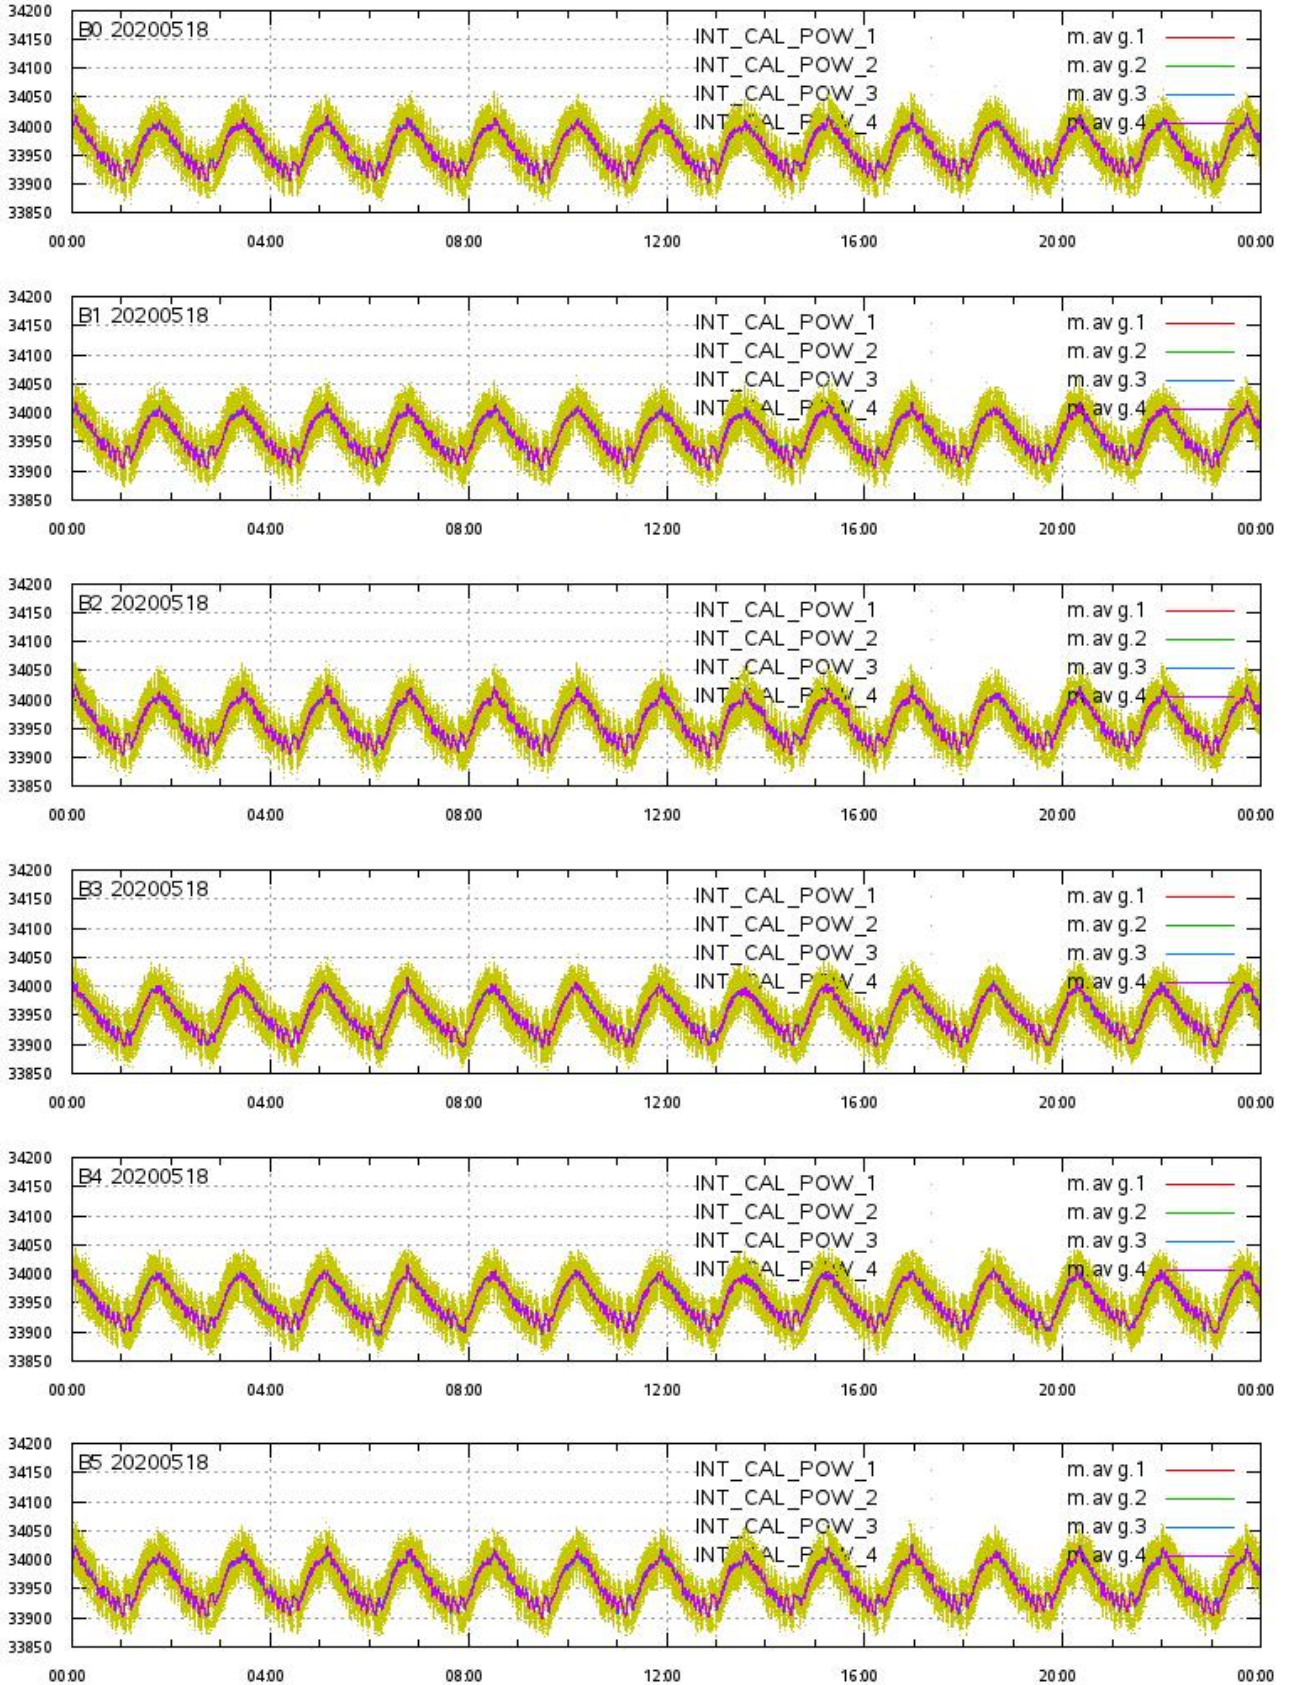 34200
B0 20200518 INT_CAL_POW_1 m.avg.1
34150
INT_CAL_POW_2 m.avg.2
34100
INT_CAL_POW_3 m.avg.3
34050
INT_CAL_POW_4 m.avg.4
34000
33950
33900
33850
00:00 04:00 08:00 12:00 16:00 20:00 00:00
34200
B1 20200518 INT_CAL_POW_1 m.avg.1
34150
INT_CAL_POW_2 m.avg.2
34100
INT_CAL_POW_3 m.avg.3
34050
INT_CAL_POW_4 m.avg.4
34000
33950
33900
33850
00:00 04:00 08:00 12:00 16:00 20:00 00:00
34200
B2 20200518 INT_CAL_POW_1 m.avg.1
34150
INT_CAL_POW_2 m.avg.2
34100
INT_CAL_POW_3 m.avg.3
34050
INT_CAL_POW_4 m.avg.4
34000
33950
33900
33850
00:00 04:00 08:00 12:00 16:00 20:00 00:00
34200
B3 20200518 INT_CAL_POW_1 m.avg.1
34150
INT_CAL_POW_2 m.avg.2
34100
INT_CAL_POW_3 m.avg.3
34050
INT_CAL_POW_4 m.avg.4
34000
33950
33900
33850
00:00 04:00 08:00 12:00 16:00 20:00 00:00
34200
B4 20200518 INT_CAL_POW_1 m.avg.1
34150
INT_CAL_POW_2 m.avg.2
34100
INT_CAL_POW_3 m.avg.3
34050
INT_CAL_POW_4 m.avg.4
34000
33950
33900
33850
00:00 04:00 08:00 12:00 16:00 20:00 00:00
34200
B5 20200518 INT_CAL_POW_1 m.avg.1
34150
INT_CAL_POW_2 m.avg.2
34100
INT_CAL_POW_3 m.avg.3
34050
INT_CAL_POW_4 m.avg.4
34000
33950
33900
33850
00:00 04:00 08:00 12:00 16:00 20:00 00:00